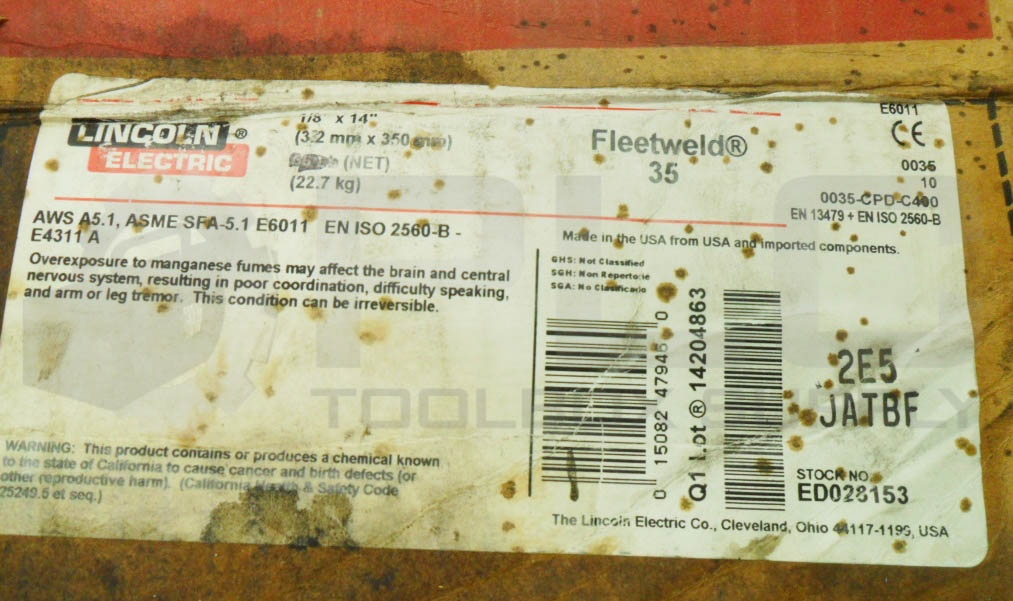 LINCOLN ®
ELECTRIC
1/8 x 14"
(3.2 mm x 350 mm)
(NET)
(22.7 kg)
Fleetweld®
35
E6011
CE
0035
10
0035-CPD-C400
EN 13479 + EN ISO 2560-B
AWS A5.1, ASME SFA-5.1 E6011 EN ISO 2560-B -
E4311 A
Overexposure to manganese fumes may affect the brain and central
nervous system, resulting in poor coordination, difficulty speaking,
and arm or leg tremor. This condition can be irreversible.
Made in the USA from USA and imported components.
GHS: Not Classified
SGH: Non Repertorie
SGA: No Clasificado
0 15082 47945 0
Q1 Lot ® 14204863
2E5
JATBF
STOCK NO.
ED028153
WARNING: This product contains or produces a chemical known
to the state of California to cause cancer and birth defects (or
other reproductive harm). (California Health & Safety Code
25249.5 et seq.)
The Lincoln Electric Co., Cleveland, Ohio 44117-1199, USA